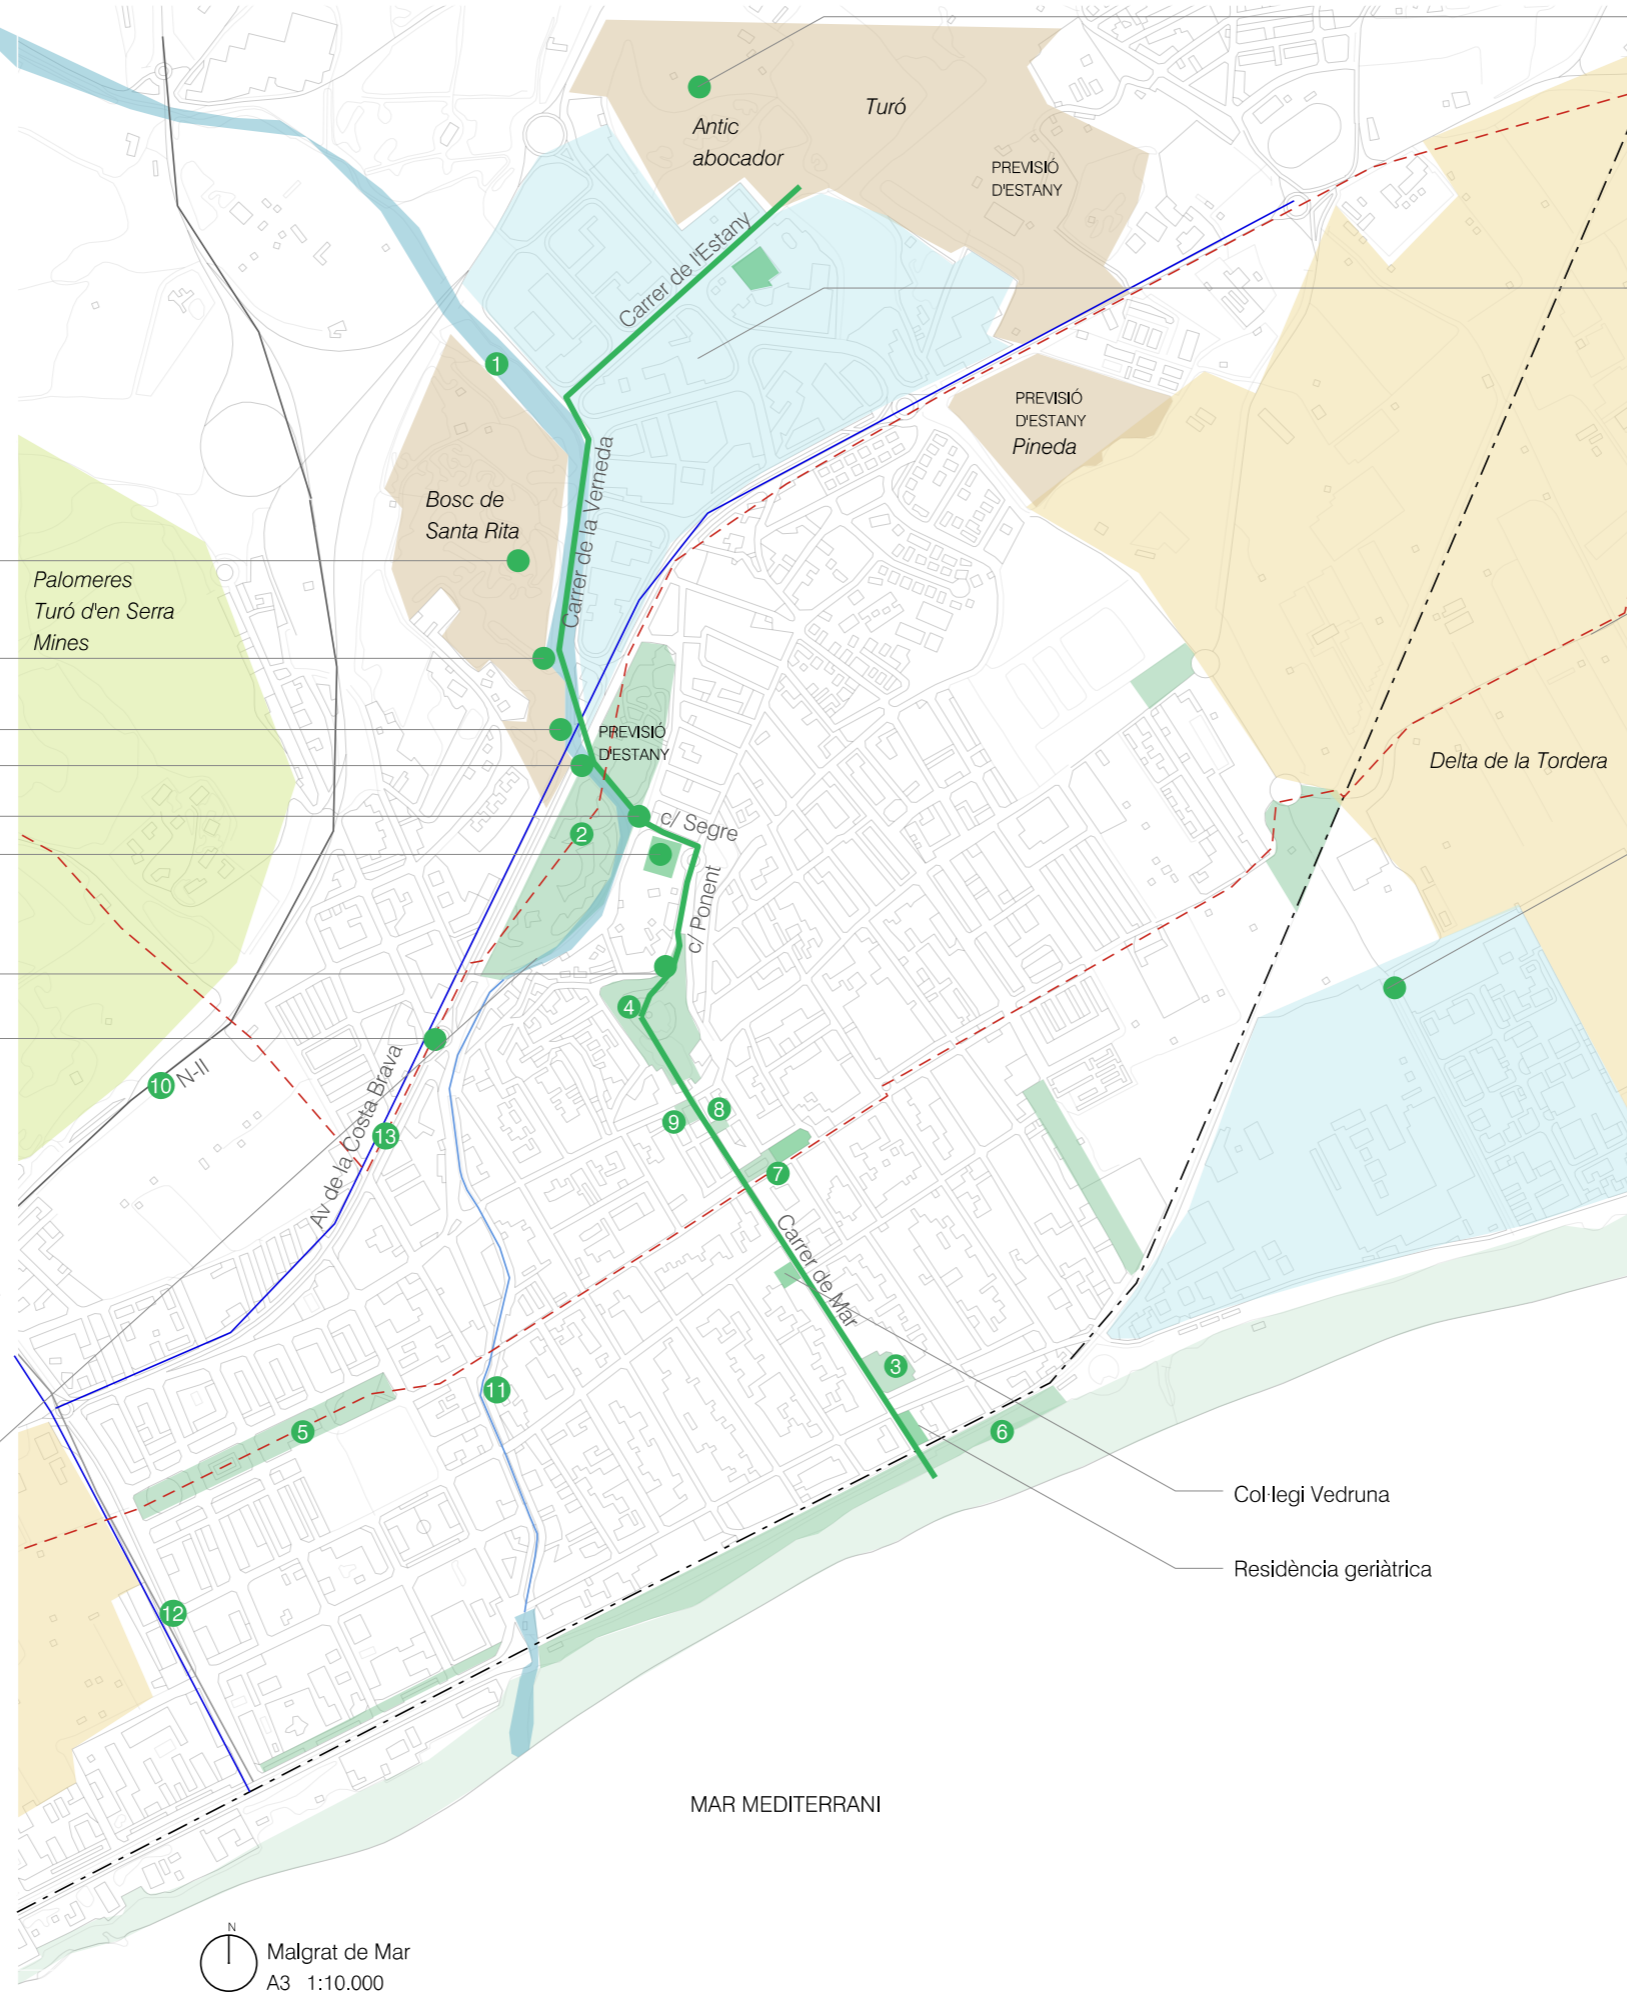 Turó
Antic
abocador
PREVISIÓ
D'ESTANY
Carrer de l'Estany
1
PREVISIÓ
D'ESTANY
Pineda
Carrer de la Verneda
Bosc de
Santa Rita
Palomeres
Turó d'en Serra
Mines
PREVISIÓ
D'ESTANY
Delta de la Tordera
2
c/ Segre
c/ Ponent
4
10
N-II
Av de la Costa Brava
13
9
8
7
Carrer de Mar
3
11
5
6
Col·legi Vedruna
Residència geriàtrica
12
MAR MEDITERRANI
N
Malgrat de Mar
A3 1:10.000